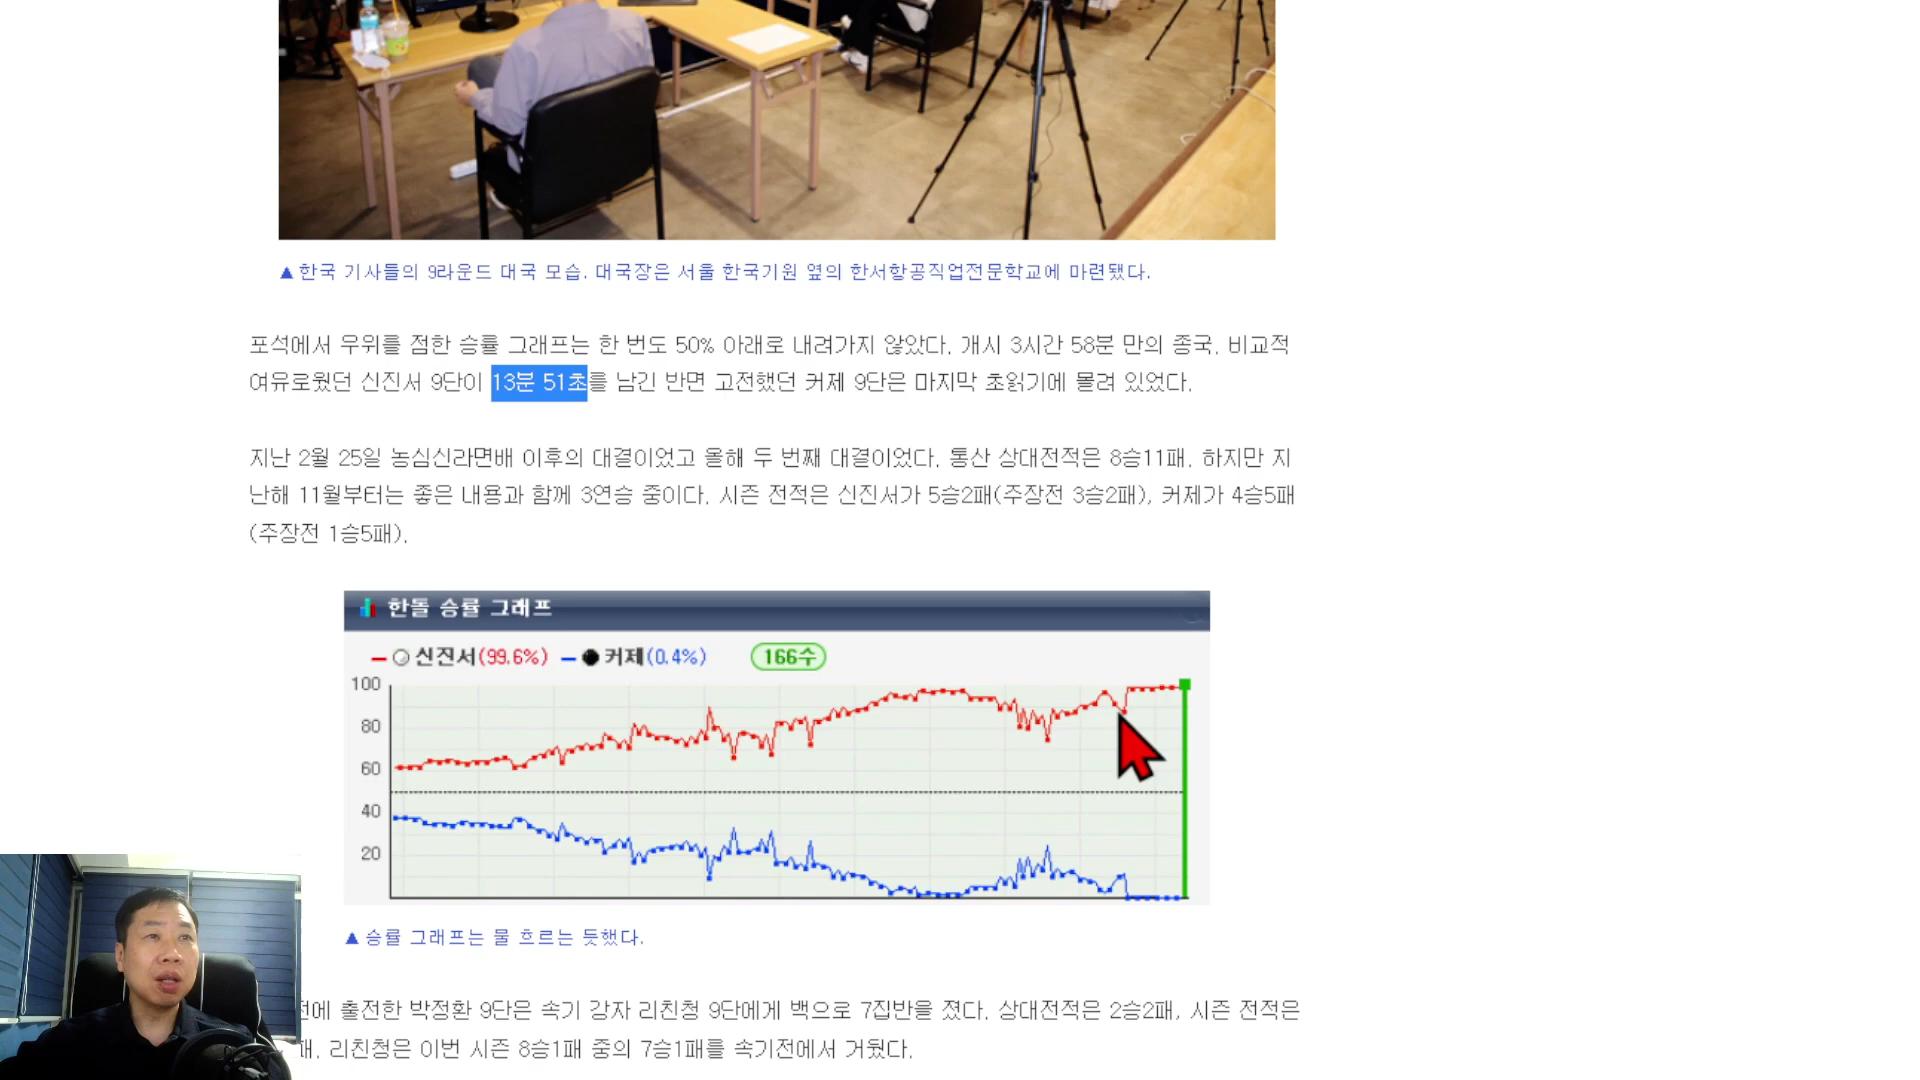 ▲ 한국 기사들의 9라운드 대국 모습. 대국장은 서울 한국기원 옆의 한서항공직업전문학교에 마련됐다.
포석에서 우위를 점한 승률 그래프는 한 번도 50% 아래로 내려가지 않았다. 개시 3시간 58분 만의 종국. 비교적
여유로웠던 신진서 9단이 13분 51초를 남긴 반면 고전했던 커제 9단은 마지막 초읽기에 몰려 있었다.
지난 2월 25일 농심신라면배 이후의 대결이었고 올해 두 번째 대결이었다. 통산 상대전적은 8승11패. 하지만 지
난해 11월부터는 좋은 내용과 함께 3연승 중이다. 시즌 전적은 신진서가 5승2패(주장전 3승2패), 커제가 4승5패
(주장전 1승5패).
한돌 승률 그래프
신진서(99.6%) 커제(0.4%) 166수
100
80
60
40
20
▲ 승률 그래프는 물 흐르는 듯했다.
전에 출전한 박정환 9단은 속기 강자 리친청 9단에게 백으로 7집반을 졌다. 상대전적은 2승2패, 시즌 전적은
패. 리친청은 이번 시즌 8승1패 중의 7승1패를 속기전에서 거뒀다.